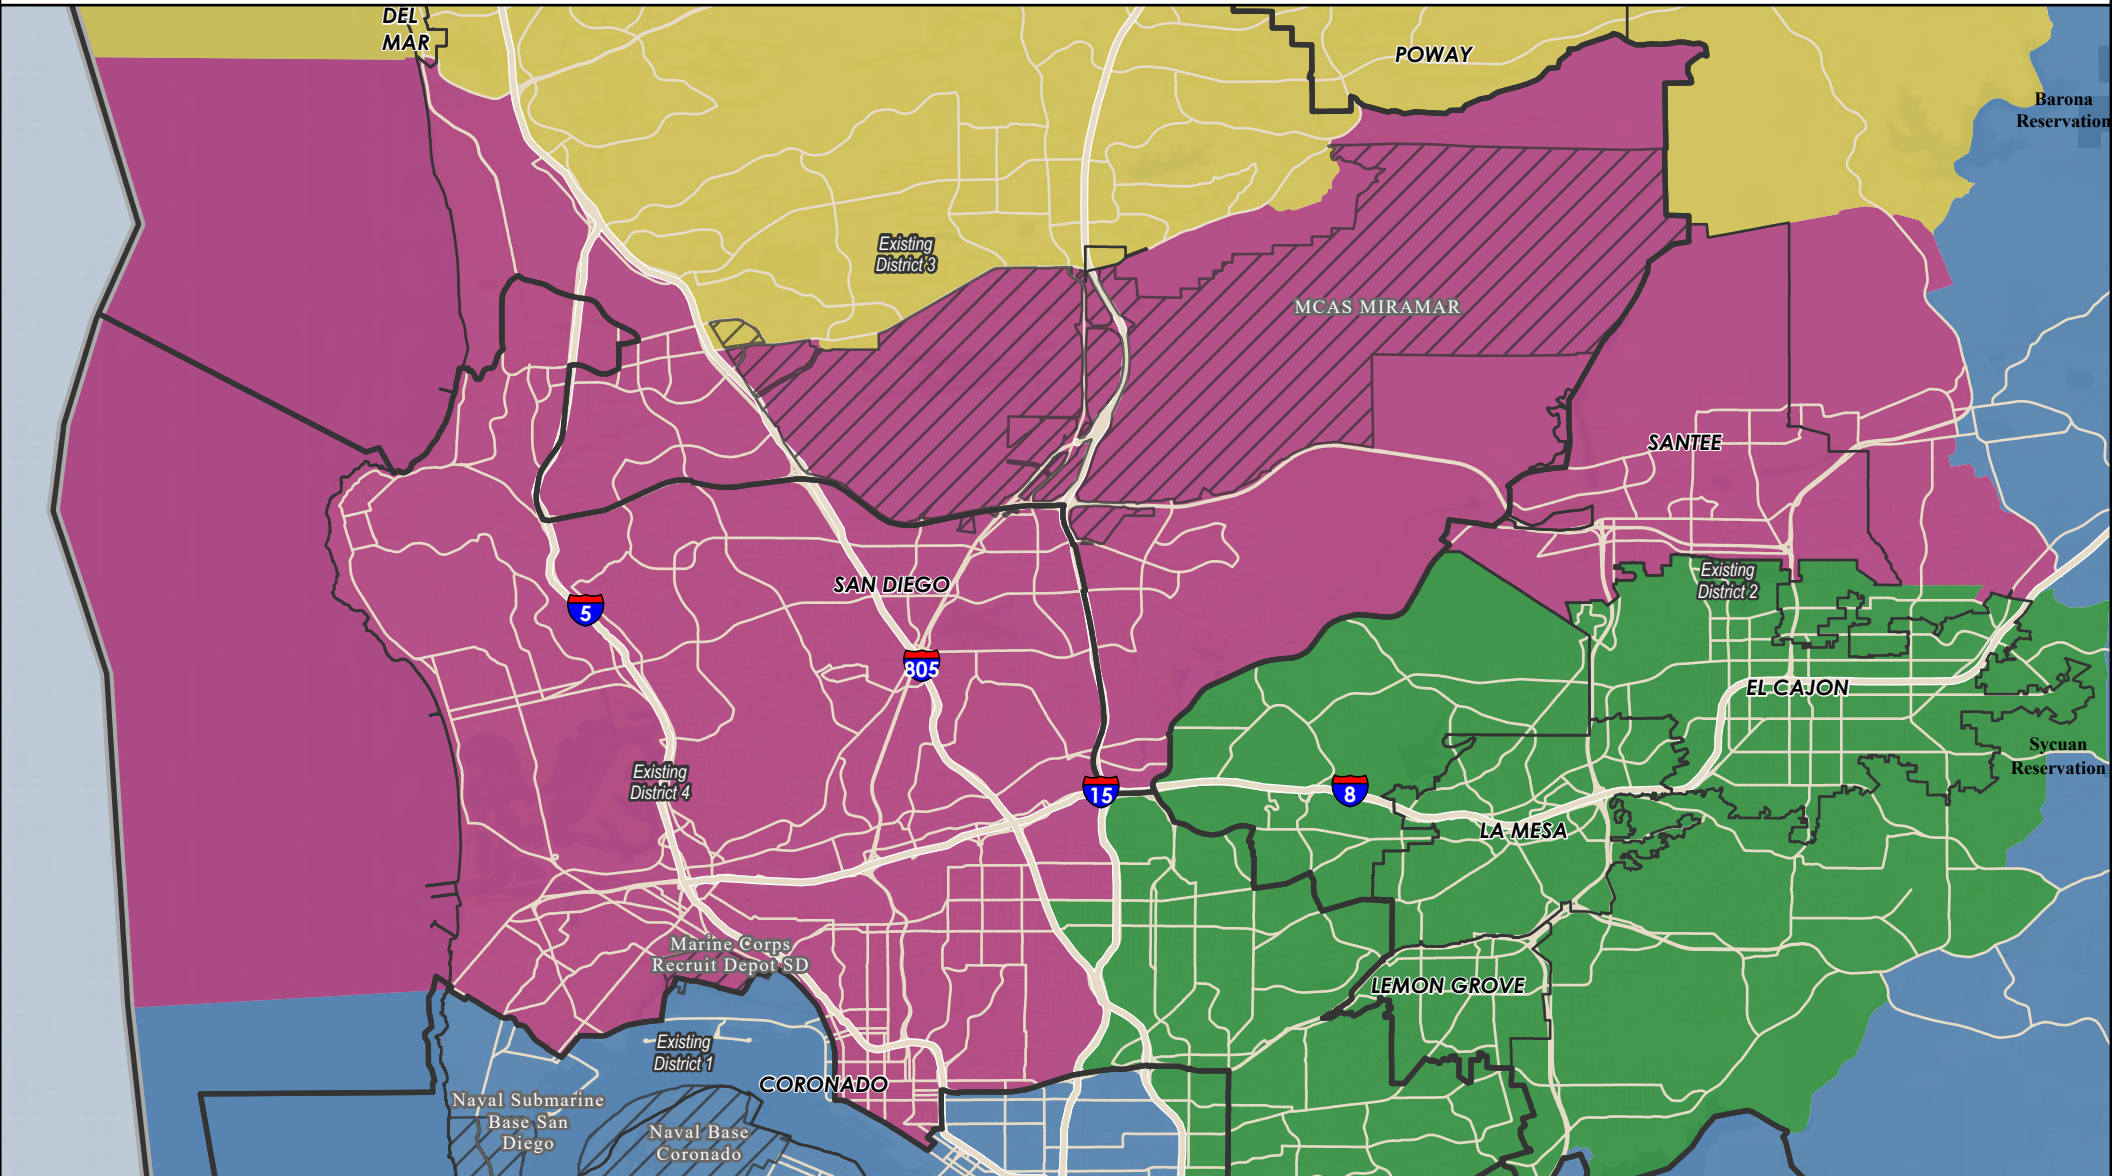 DEL
MAR
POWAY
Barona
Reservation
Existing
District 3
MCAS MIRAMAR
SANTEE
SAN DIEGO
Existing
District 2
5
805
EL CAJON
Sycuan
Reservation
Existing
District 4
15
8
LA MESA
Marine Corps
Recruit Depot SD
LEMON GROVE
Existing
District 1
CORONADO
Naval Submarine
Base San
Diego
Naval Base
Coronado